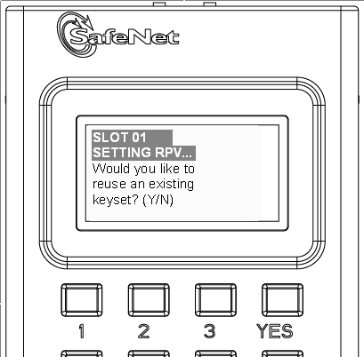 SafeNet
SLOT 01
SETTING RPV...
Would you like to
reuse an existing
keyset? (Y/N)
1 2 3 YES